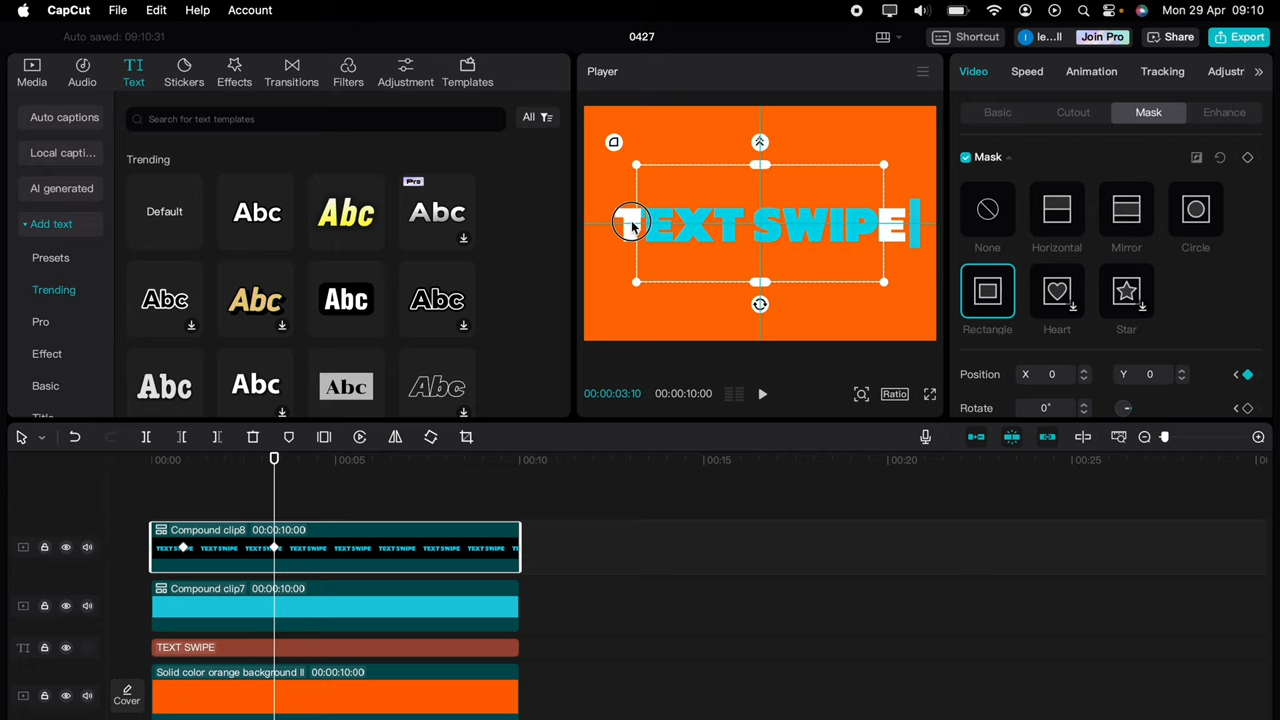 CapCut File Edit Help Account Mon 29 Apr 09:10
Auto saved: 09:10:31 0427 Shortcut le...ll Join Pro Share Export
Media Audio Text Stickers Effects Transitions Filters Adjustment Templates
Player
Video Speed Animation Tracking Adjustr
Auto captions
Search for text templates All
Basic Cutout Mask Enhance
Local capti...
Trending
Mask
AI generated
Pro
Default Abc Abc Abc
Add text
TEXT SWIPE
None Horizontal Mirror Circle
Presets
Trending
Abc Abc Abc Abc
Pro
Rectangle Heart Star
Effect
Basic
Abc Abc Abc Abc
Position X 0 Y 0
00:00:03:10 00:00:10:00 Ratio
Rotate 0°
00:00 00:05 00:10 00:15 00:20 00:25
Compound clip8 00:00:10:00
TEXT SWIPE TEXT SWIPE TEXT SWIPE TEXT SWIPE TEXT SWIPE TEXT SWIPE TEXT SWIPE TEXT SWIPE
Compound clip7 00:00:10:00
TEXT SWIPE
Solid color orange background II 00:00:10:00
Cover